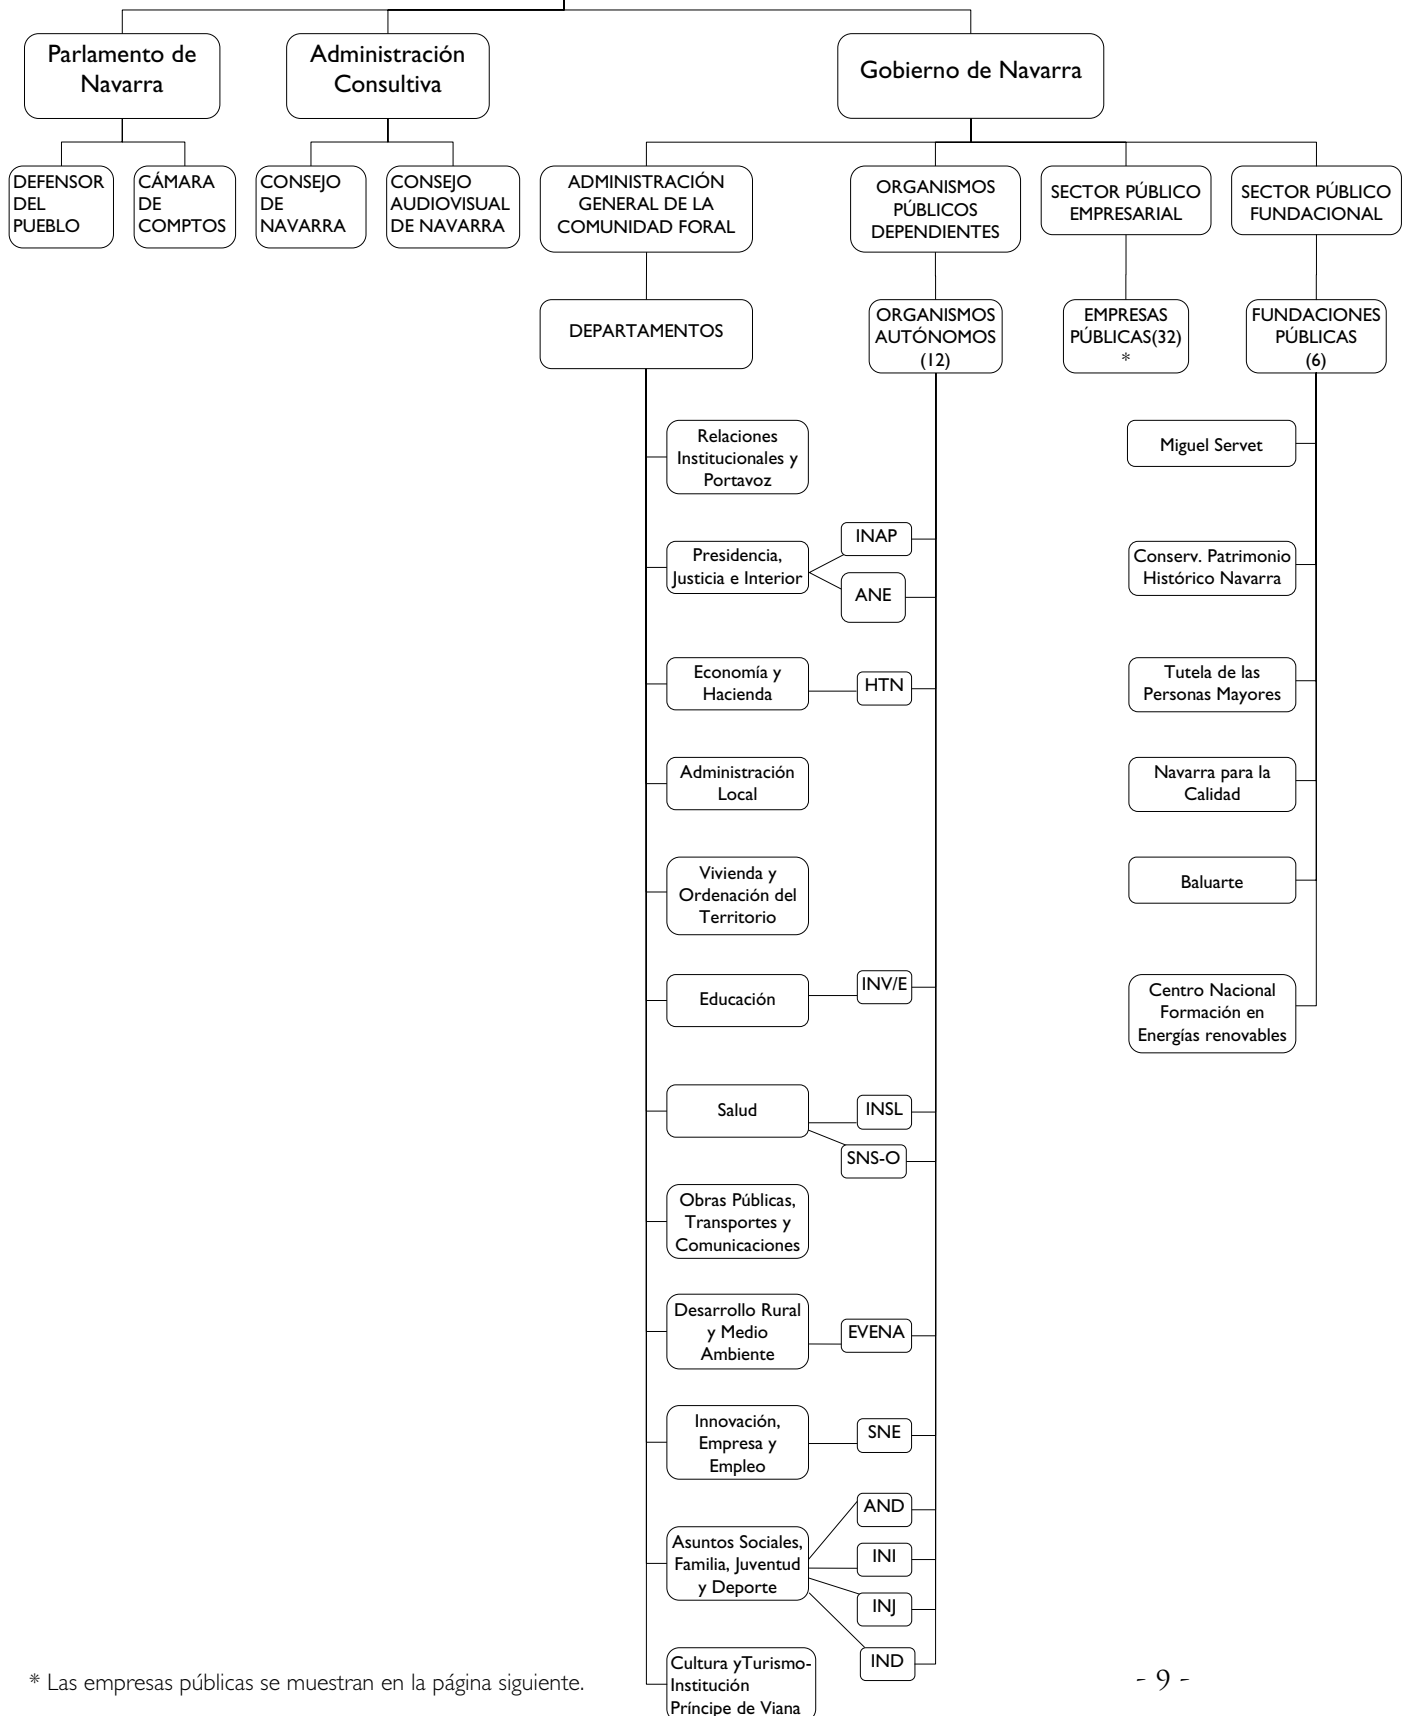 Parlamento de
Navarra
Administración
Consultiva
Gobierno de Navarra
DEFENSOR
DEL
PUEBLO
CÁMARA
DE
COMPTOS
CONSEJO
DE
NAVARRA
CONSEJO
AUDIOVISUAL
DE NAVARRA
ADMINISTRACIÓN
GENERAL DE LA
COMUNIDAD FORAL
ORGANISMOS
PÚBLICOS
DEPENDIENTES
SECTOR PÚBLICO
EMPRESARIAL
SECTOR PÚBLICO
FUNDACIONAL
DEPARTAMENTOS
ORGANISMOS
AUTÓNOMOS
(12)
EMPRESAS
PÚBLICAS(32)
*
FUNDACIONES
PÚBLICAS
(6)
Relaciones
Institucionales y
Portavoz
Miguel Servet
Presidencia,
Justicia e Interior
INAP
ANE
Conserv. Patrimonio
Histórico Navarra
Economía y
Hacienda
HTN
Tutela de las
Personas Mayores
Administración
Local
Navarra para la
Calidad
Vivienda y
Ordenación del
Territorio
Baluarte
Educación
INV/E
Centro Nacional
Formación en
Energías renovables
Salud
INSL
SNS-O
Obras Públicas,
Transportes y
Comunicaciones
Desarrollo Rural
y Medio
Ambiente
EVENA
Innovación,
Empresa y
Empleo
SNE
Asuntos Sociales,
Familia, Juventud
y Deporte
AND
INI
INJ
IND
Cultura yTurismo-
Institución
Príncipe de Viana
* Las empresas públicas se muestran en la página siguiente.
- 9 -